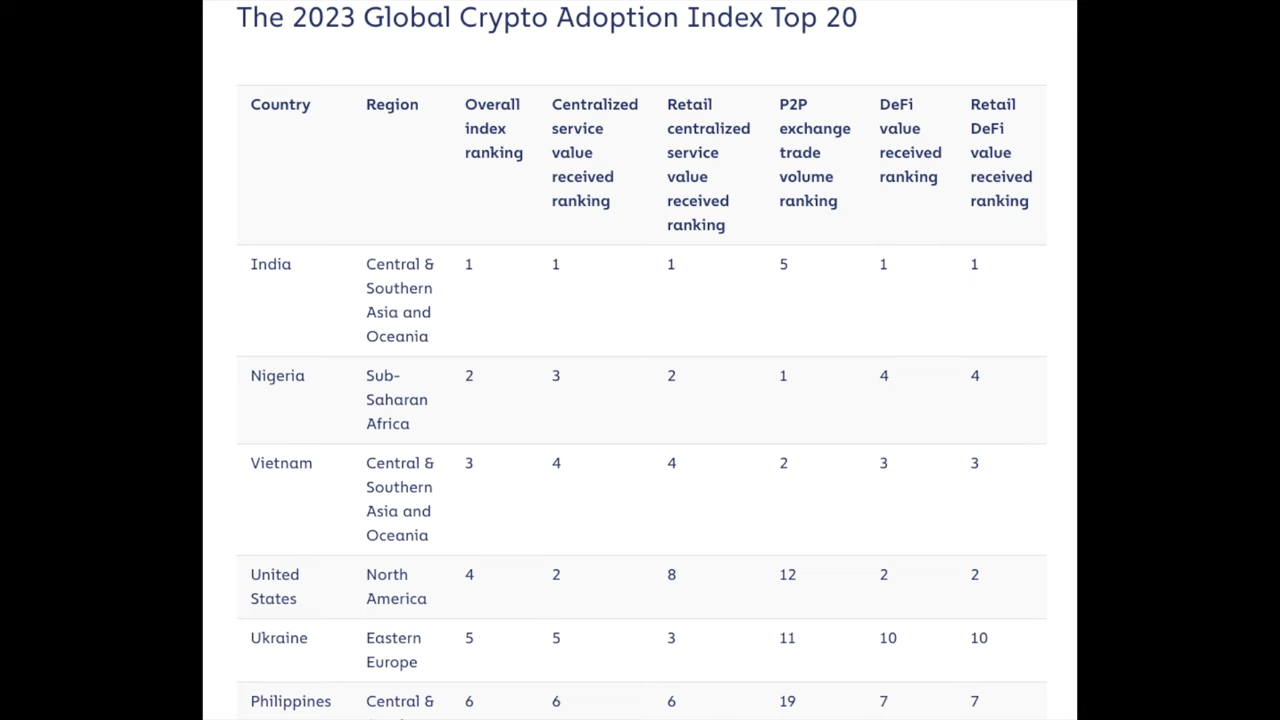 The 2023 Global Crypto Adoption Index Top 20
Country Region Overall index ranking Centralized service value received ranking Retail centralized service value received ranking P2P exchange trade volume ranking DeFi value received ranking Retail DeFi value received ranking
India Central & Southern Asia and Oceania 1 1 1 5 1 1
Nigeria Sub-Saharan Africa 2 3 2 1 4 4
Vietnam Central & Southern Asia and Oceania 3 4 4 2 3 3
United States North America 4 2 8 12 2 2
Ukraine Eastern Europe 5 5 3 11 10 10
Philippines Central & 6 6 6 19 7 7